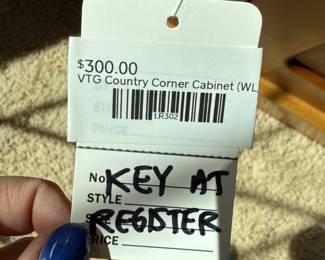 $300.00
VTG Country Corner Cabinet (WL
LR302
PRICE
No. KEY AT
STYLE
REGISTER
PRICE